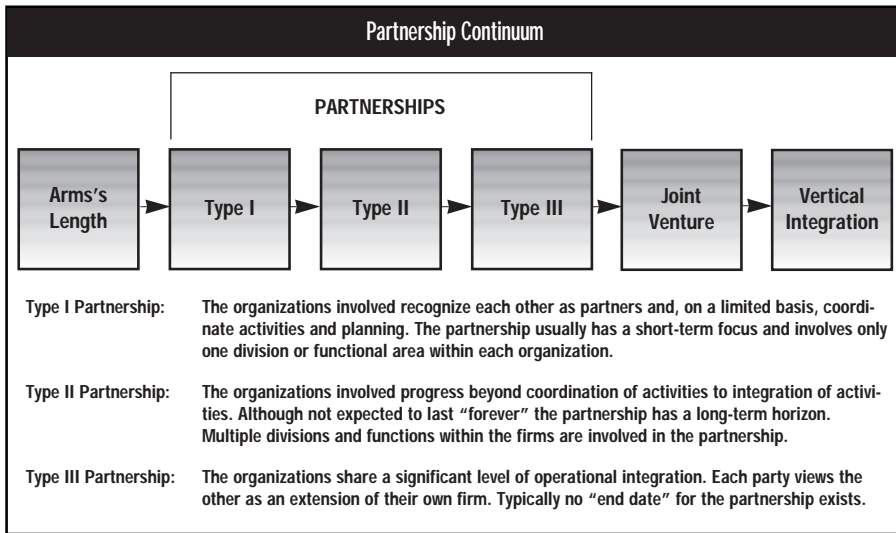 Partnership Continuum
PARTNERSHIPS
Arms's
Length
Type I
Type II
Type III
Joint
Venture
Vertical
Integration
Type I Partnership: The organizations involved recognize each other as partners and, on a limited basis, coordi-
nate activities and planning. The partnership usually has a short-term focus and involves only
one division or functional area within each organization.
Type II Partnership: The organizations involved progress beyond coordination of activities to integration of activi-
ties. Although not expected to last “forever” the partnership has a long-term horizon.
Multiple divisions and functions within the firms are involved in the partnership.
Type III Partnership: The organizations share a significant level of operational integration. Each party views the
other as an extension of their own firm. Typically no “end date” for the partnership exists.